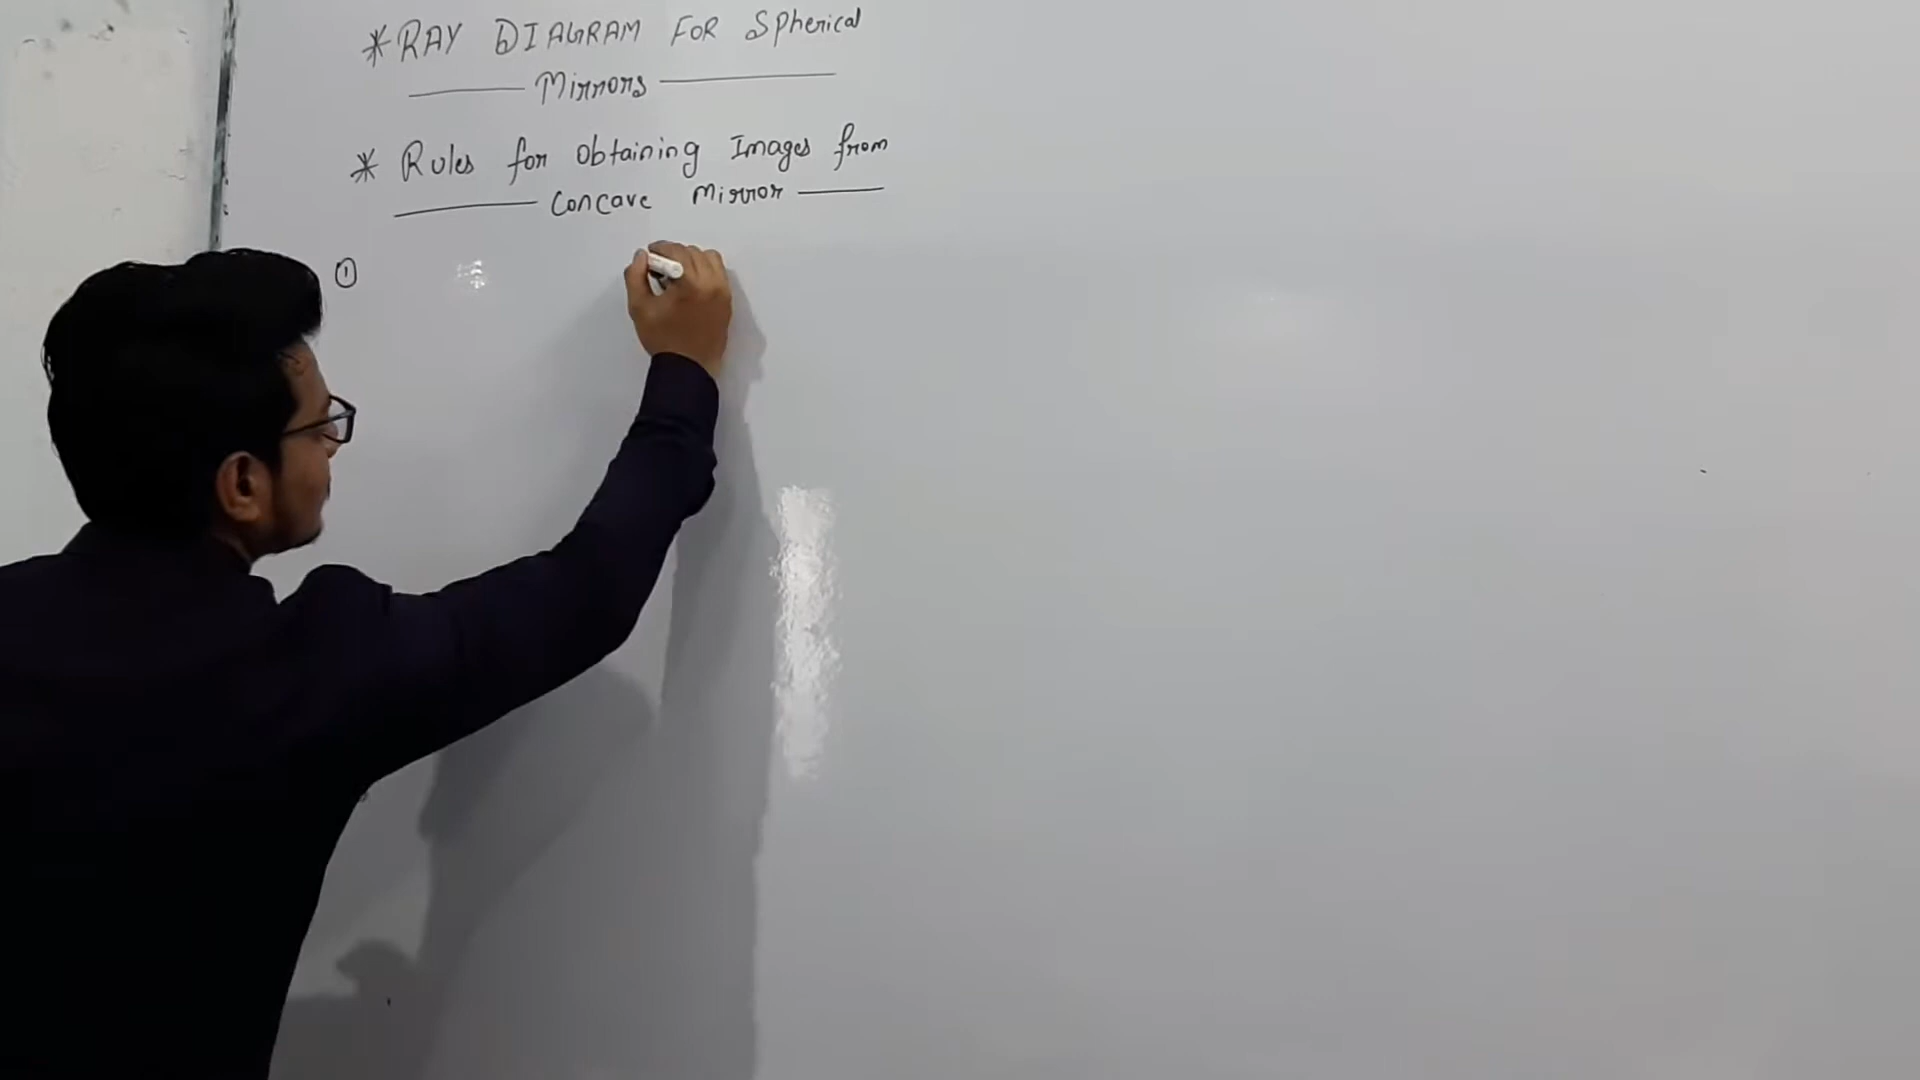 * RAY DIAGRAM FOR Spherical
Mirrors
* Rules for Obtaining Images from
Concave Mirror
①